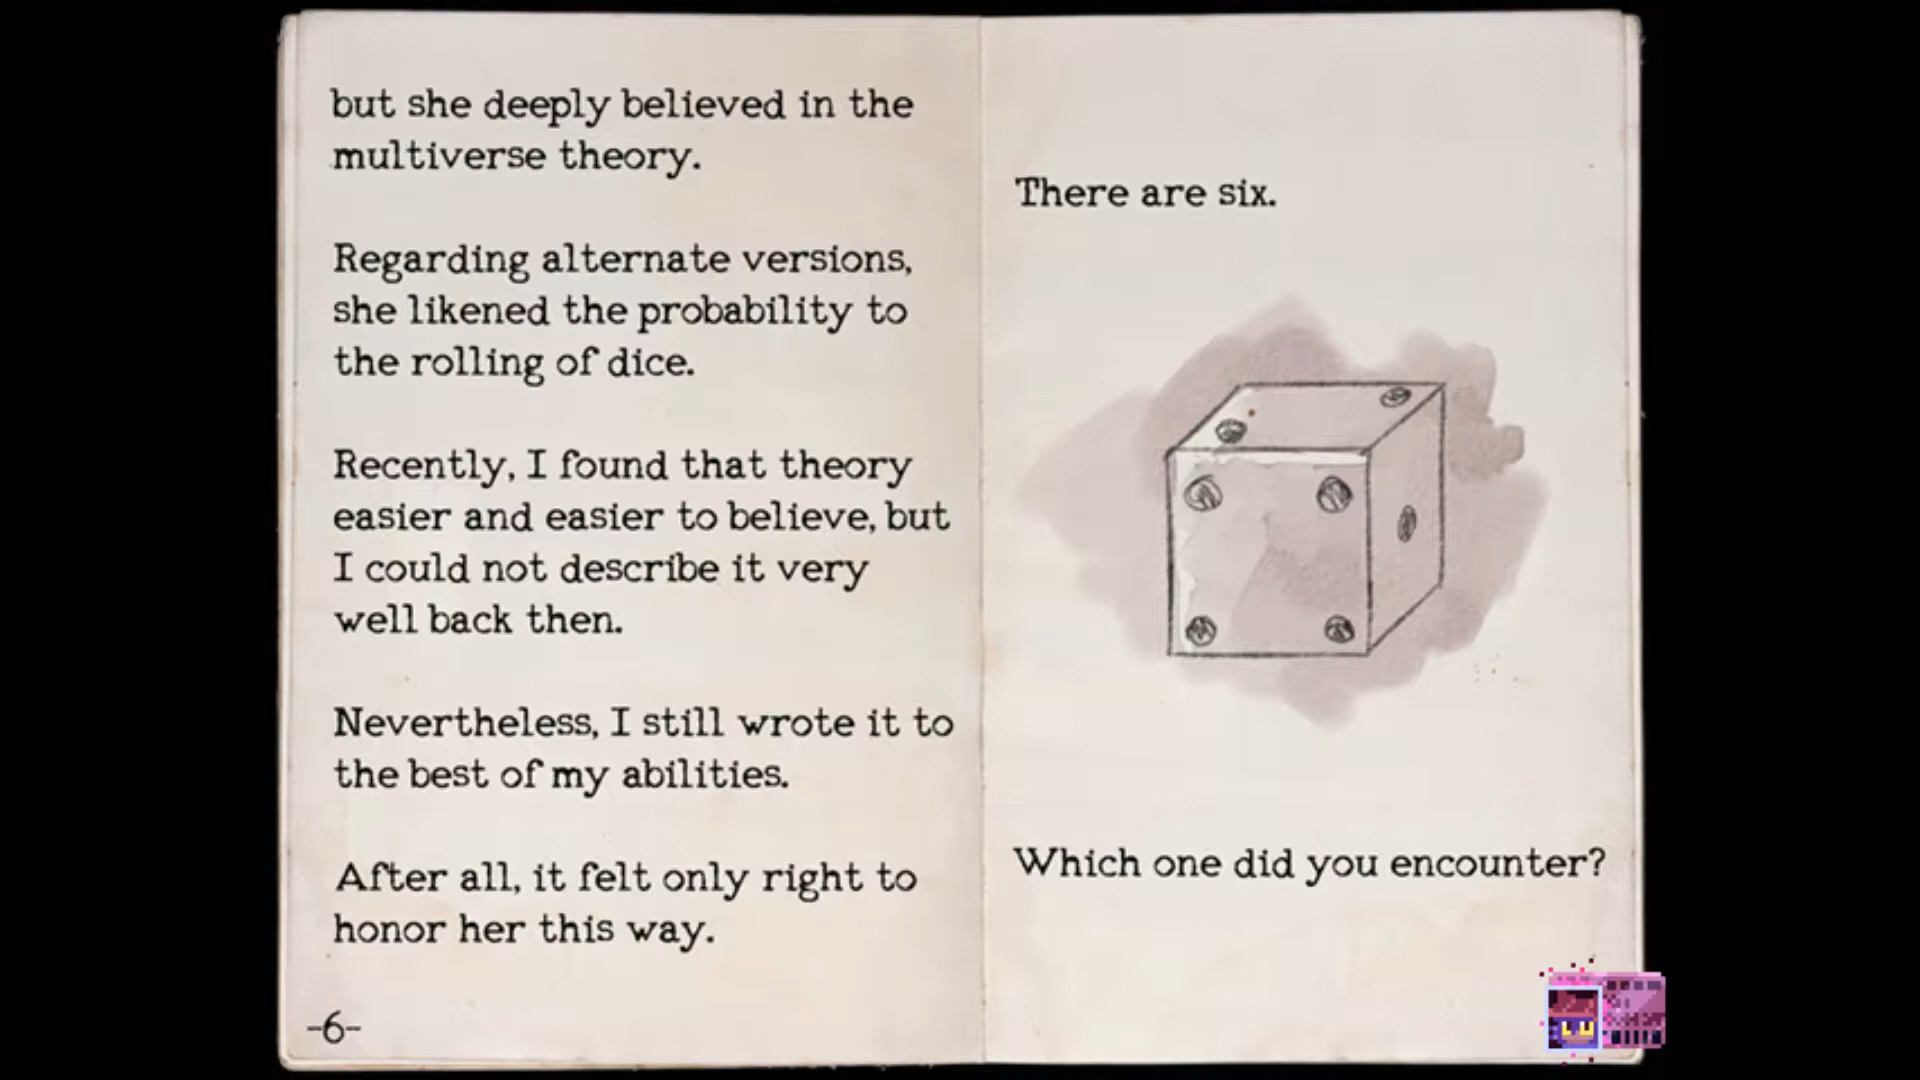 but she deeply believed in the
multiverse theory.
Regarding alternate versions,
she likened the probability to
the rolling of dice.
Recently, I found that theory
easier and easier to believe, but
I could not describe it very
well back then.
Nevertheless, I still wrote it to
the best of my abilities.
After all, it felt only right to
honor her this way.
-6-
There are six.
Which one did you encounter?